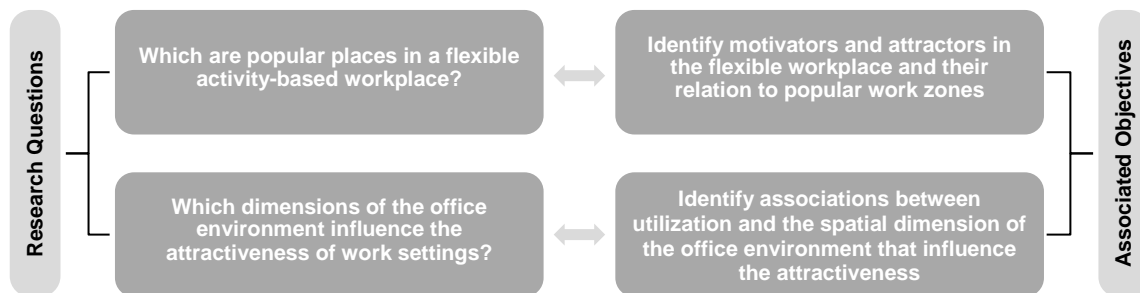 Research Questions
Which are popular places in a flexible
activity-based workplace?
Identify motivators and attractors in
the flexible workplace and their
relation to popular work zones
Which dimensions of the office
environment influence the
attractiveness of work settings?
Identify associations between
utilization and the spatial dimension of
the office environment that influence
the attractiveness
Associated Objectives